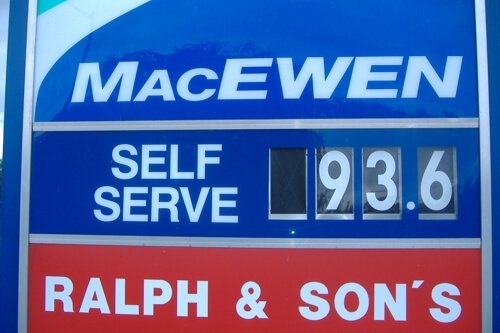 MACEWEN
SELF
SERVE
93.6
RALPH & SON'S